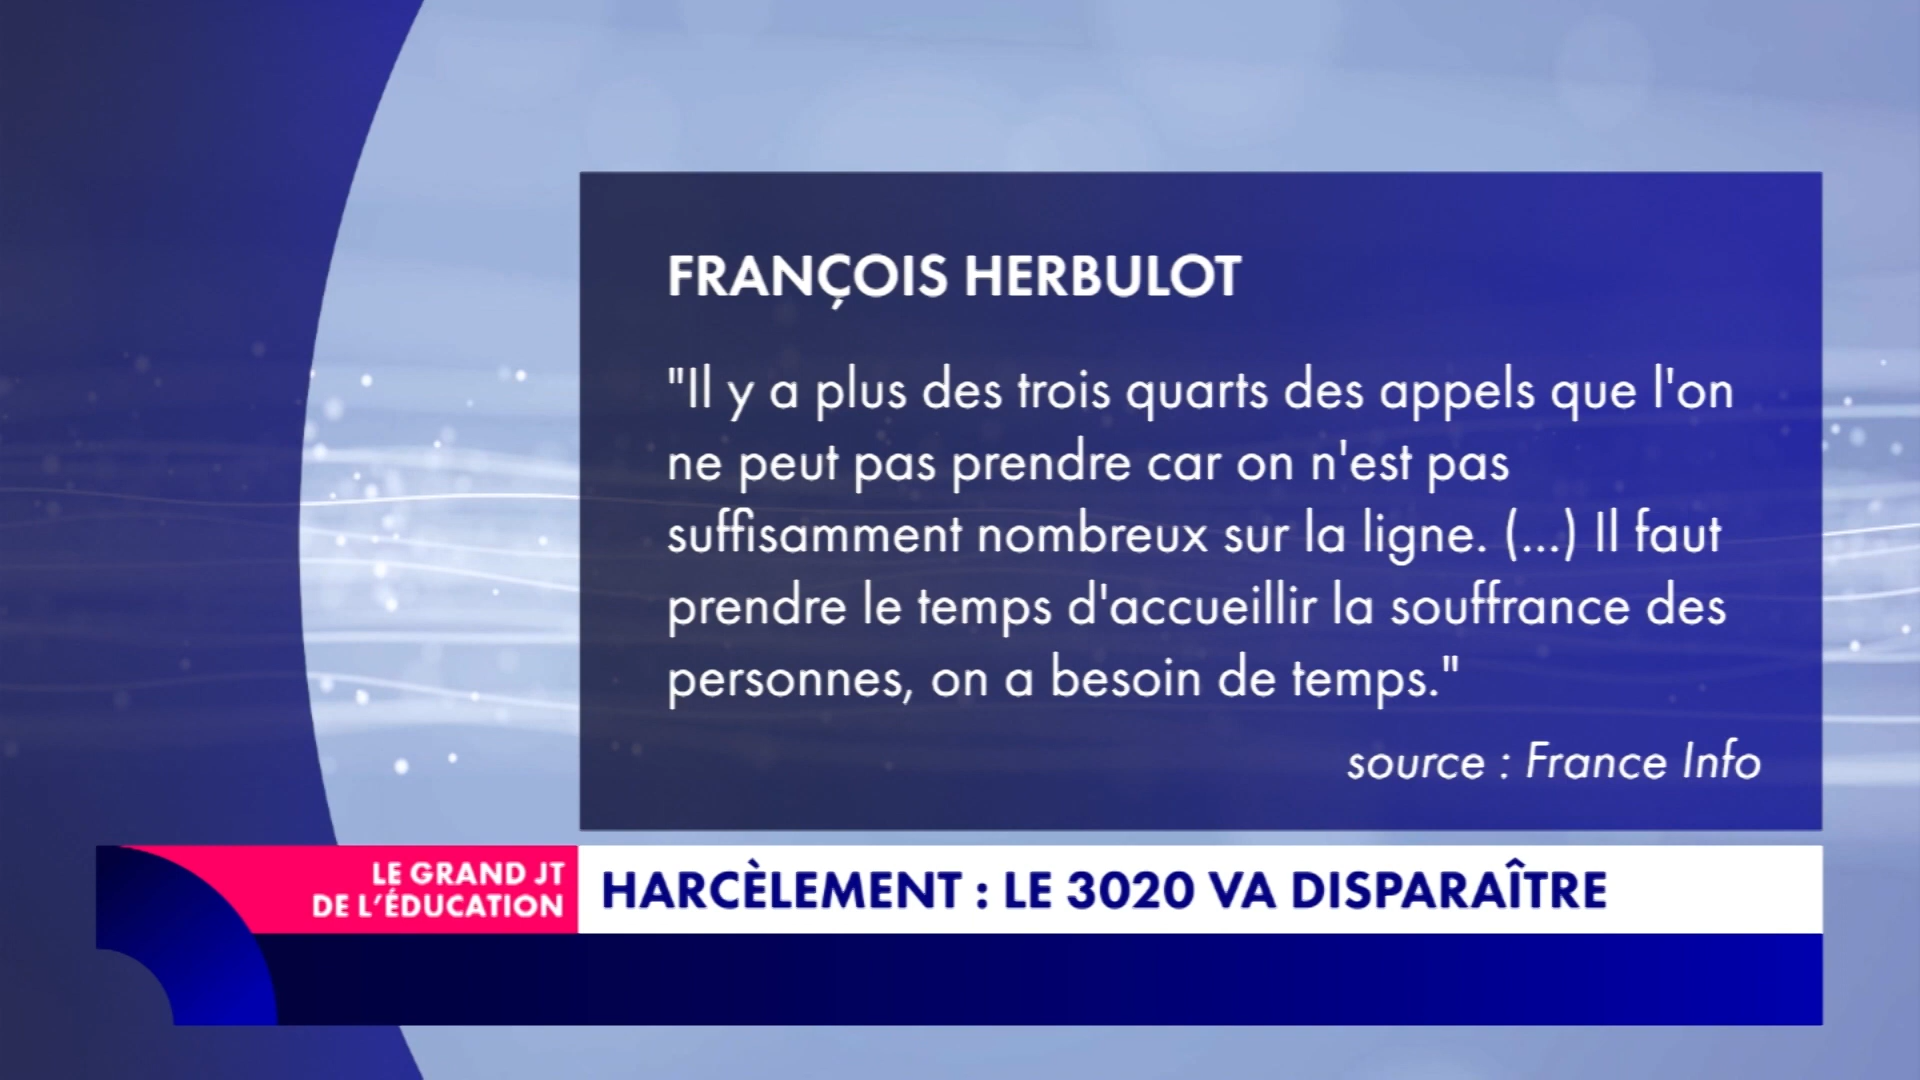 FRANÇOIS HERBULOT
"Il y a plus des trois quarts des appels que l'on
ne peut pas prendre car on n'est pas
suffisamment nombreux sur la ligne. (...) Il faut
prendre le temps d'accueillir la souffrance des
personnes, on a besoin de temps."
source : France Info
LE GRAND JT
DE L'ÉDUCATION
HARCÈLEMENT : LE 3020 VA DISPARAÎTRE